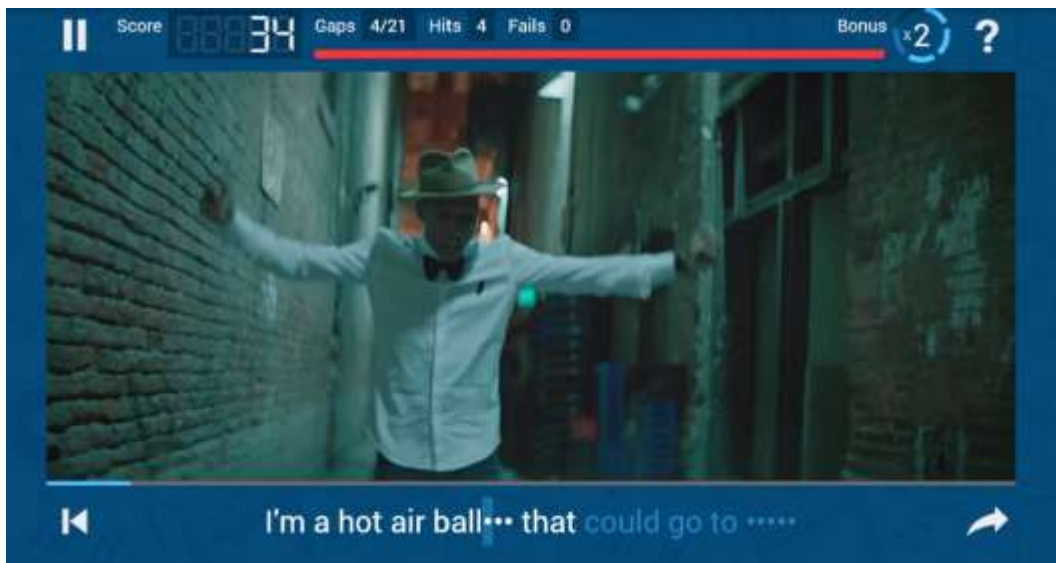 Score 34 Gaps 4/21 Hits 4 Fails 0 Bonus x2 ?
I'm a hot air ball••• that could go to •••••